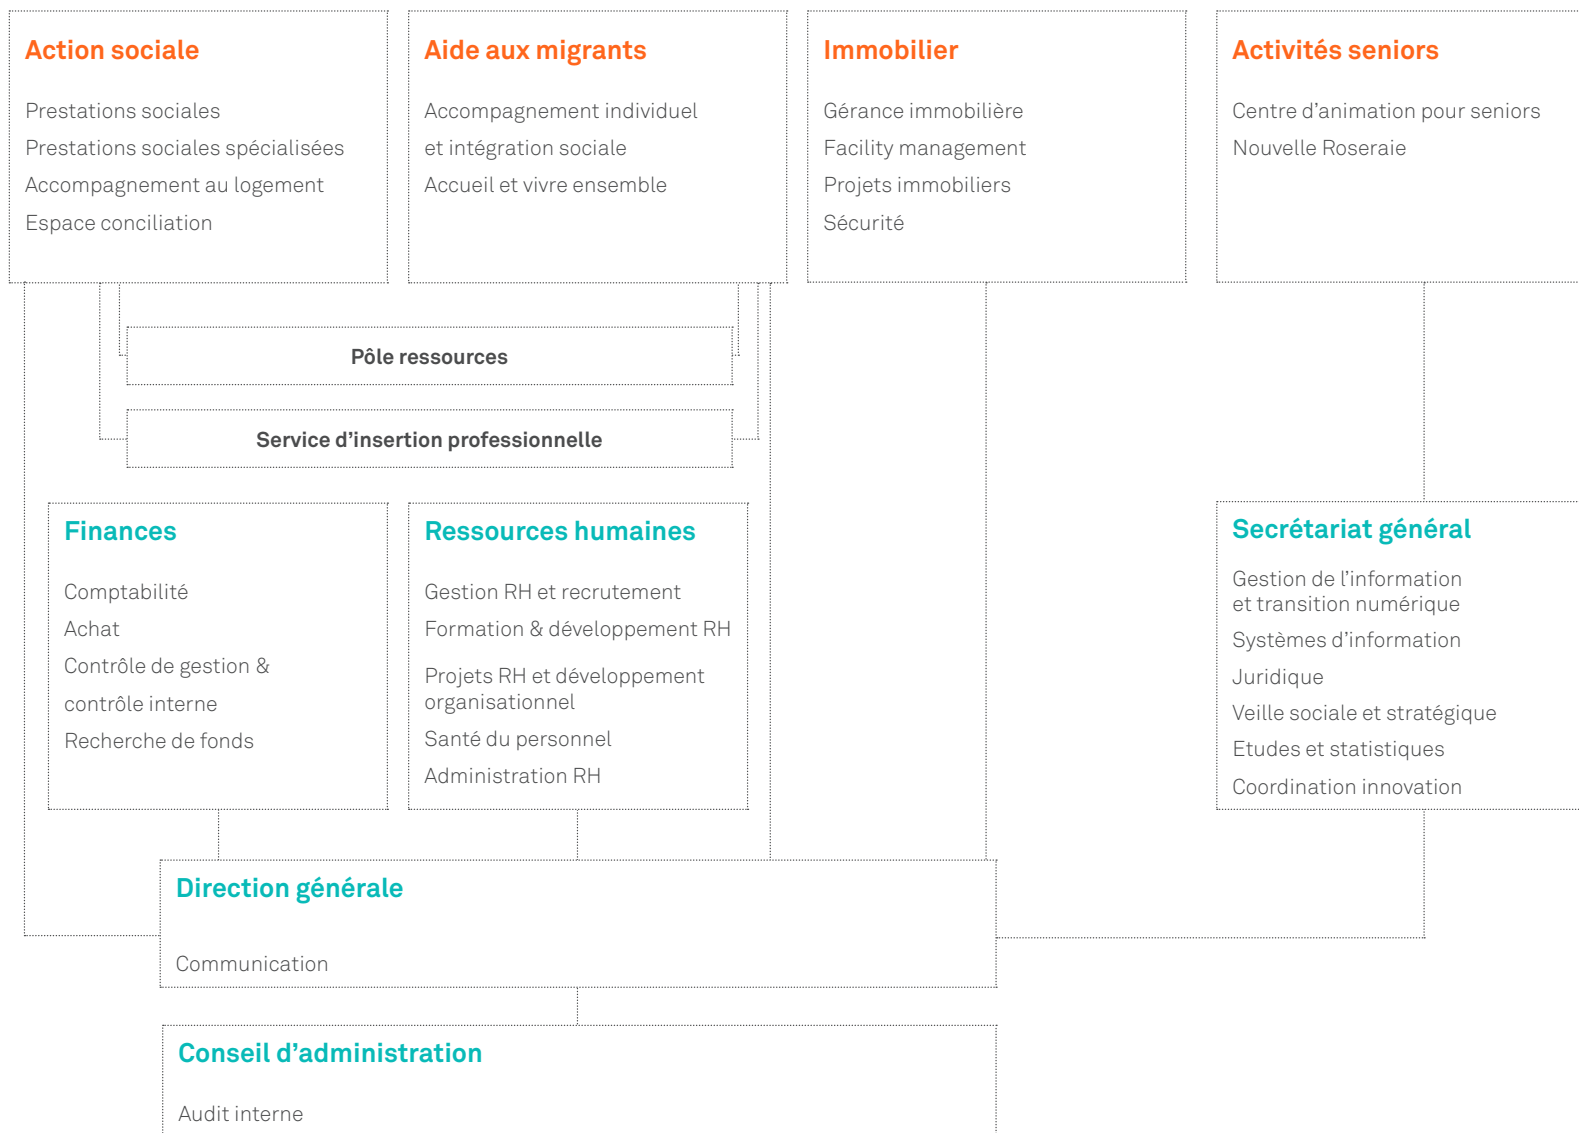 Action sociale
Prestations sociales
Prestations sociales spécialisées
Accompagnement au logement
Espace conciliation
Aide aux migrants
Accompagnement individuel
et intégration sociale
Accueil et vivre ensemble
Immobilier
Gérance immobilière
Facility management
Projets immobiliers
Sécurité
Activités seniors
Centre d’animation pour seniors
Nouvelle Roseraie
Pôle ressources
Service d’insertion professionnelle
Finances
Comptabilité
Achat
Contrôle de gestion &
contrôle interne
Recherche de fonds
Ressources humaines
Gestion RH et recrutement
Formation & développement RH
Projets RH et développement
organisationnel
Santé du personnel
Administration RH
Secrétariat général
Gestion de l’information
et transition numérique
Systèmes d’information
Juridique
Veille sociale et stratégique
Etudes et statistiques
Coordination innovation
Direction générale
Communication
Conseil d’administration
Audit interne